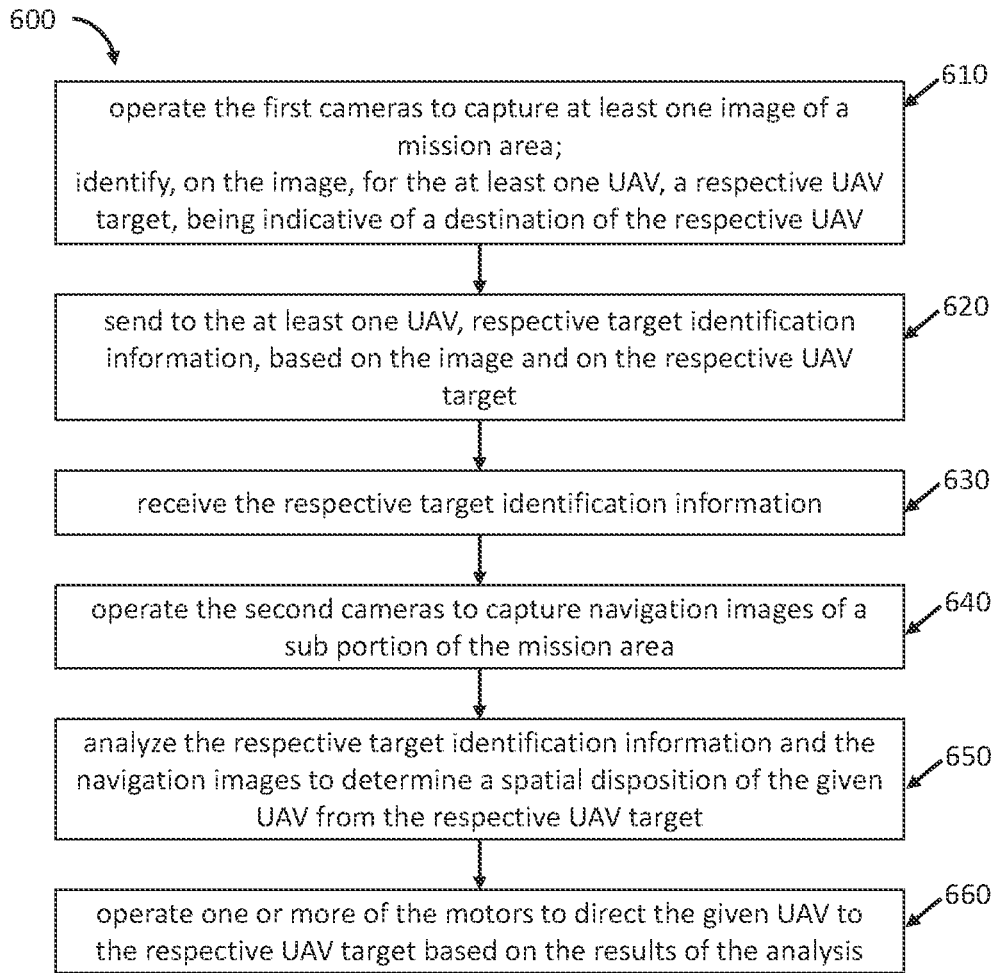 600
610
operate the first cameras to capture at least one image of a
mission area;
identify, on the image, for the at least one UAV, a respective UAV
target, being indicative of a destination of the respective UAV
620
send to the at least one UAV, respective target identification
information, based on the image and on the respective UAV
target
630
receive the respective target identification information
640
operate the second cameras to capture navigation images of a
sub portion of the mission area
650
analyze the respective target identification information and the
navigation images to determine a spatial disposition of the given
UAV from the respective UAV target
660
operate one or more of the motors to direct the given UAV to
the respective UAV target based on the results of the analysis